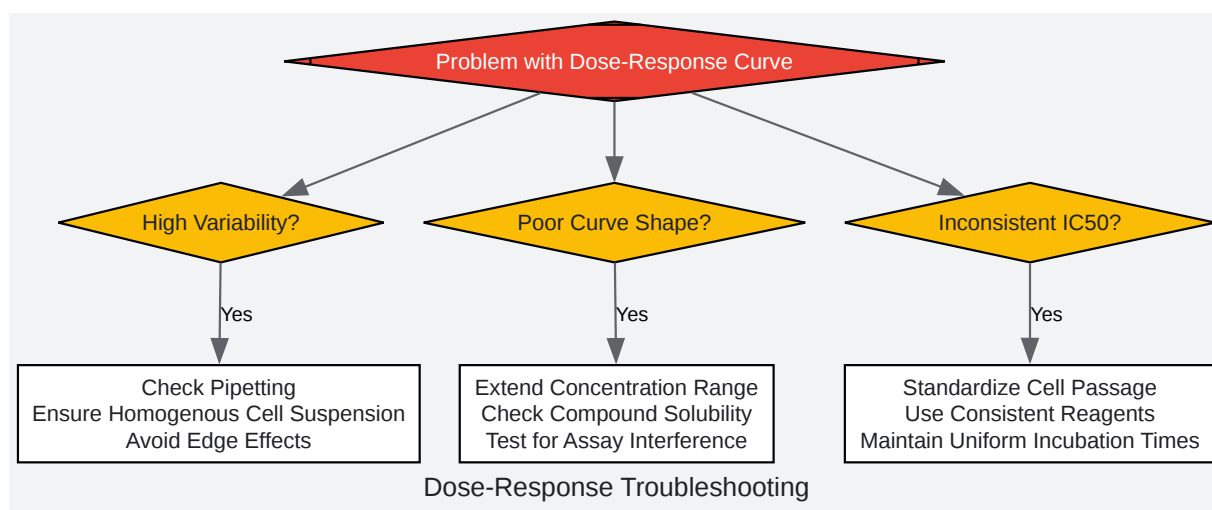 Problem with Dose-Response Curve
High Variability?
Poor Curve Shape?
Inconsistent IC50?
Yes
Yes
Yes
Check Pipetting
Ensure Homogenous Cell Suspension
Avoid Edge Effects
Extend Concentration Range
Check Compound Solubility
Test for Assay Interference
Standardize Cell Passage
Use Consistent Reagents
Maintain Uniform Incubation Times
Dose-Response Troubleshooting